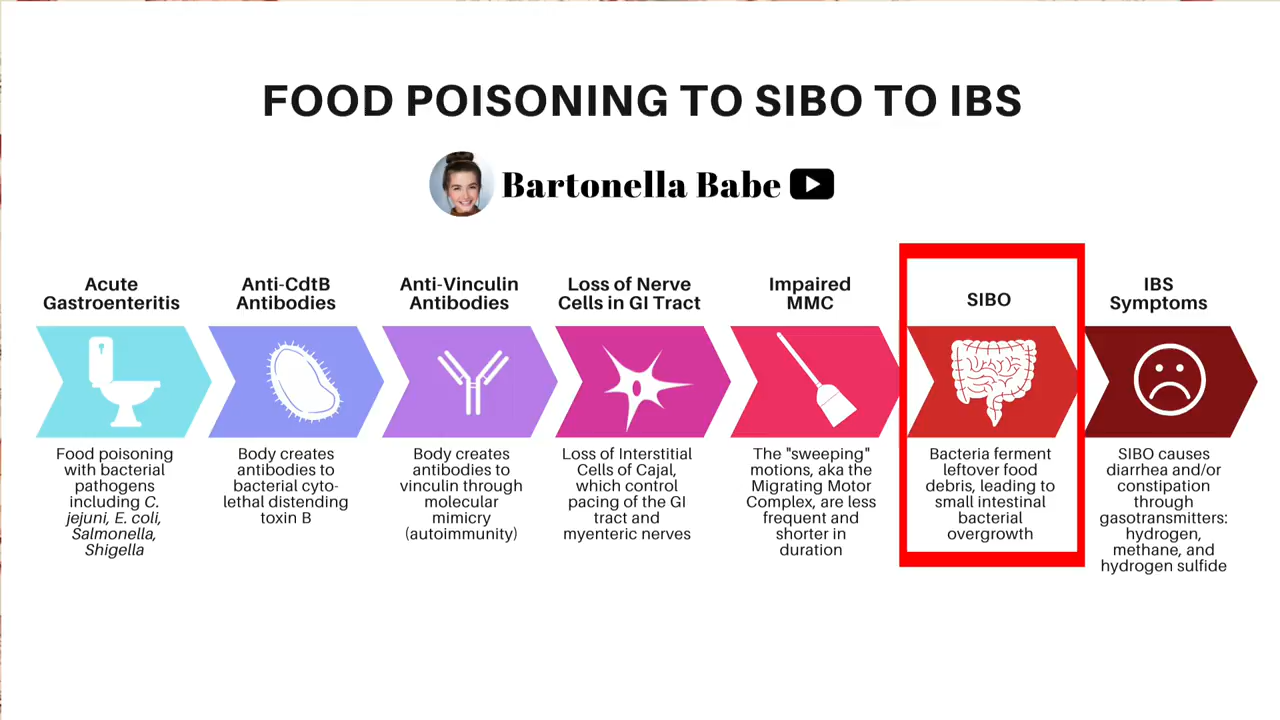 FOOD POISONING TO SIBO TO IBS
Bartonella Babe
Acute
Gastroenteritis
Food poisoning
with bacterial
pathogens
including C.
jejuni, E. coli,
Salmonella,
Shigella
Anti-CdtB
Antibodies
Body creates
antibodies to
bacterial cyto-
lethal distending
toxin B
Anti-Vinculin
Antibodies
Body creates
antibodies to
vinculin through
molecular
mimicry
(autoimmunity)
Loss of Nerve
Cells in GI Tract
Loss of Interstitial
Cells of Cajal,
which control
pacing of the GI
tract and
myenteric nerves
Impaired
MMC
The "sweeping"
motions, aka the
Migrating Motor
Complex, are less
frequent and
shorter in
duration
SIBO
Bacteria ferment
leftover food
debris, leading to
small intestinal
bacterial
overgrowth
IBS
Symptoms
SIBO causes
diarrhea and/or
constipation
through
gasotransmitters:
hydrogen,
methane, and
hydrogen sulfide